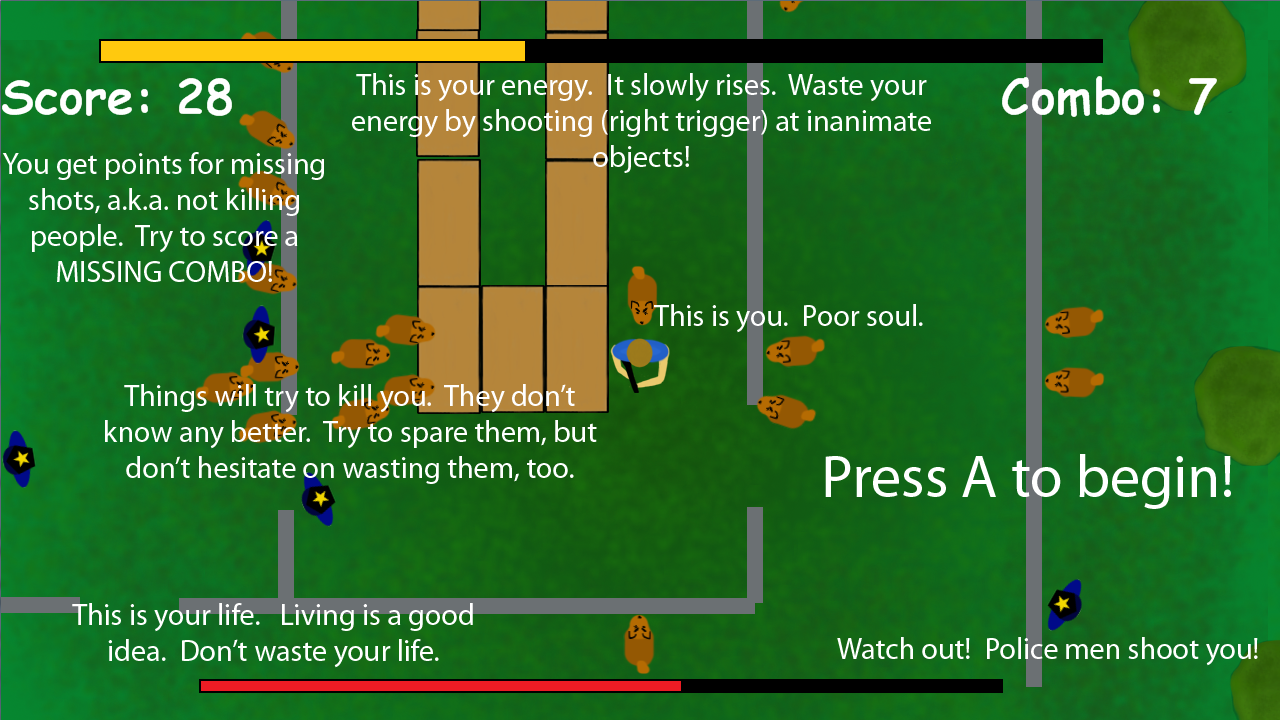 Score: 28
This is your energy.  It slowly rises.  Waste your
energy by shooting (right trigger) at inanimate
objects!
Combo: 7
You get points for missing
shots, a.k.a. not killing
people.  Try to score a
MISSING COMBO!
This is you.  Poor soul.
Things will try to kill you.  They don’t
know any better.  Try to spare them, but
don’t hesitate on wasting them, too.
Press A to begin!
This is your life.   Living is a good
idea.  Don’t waste your life.
Watch out!  Police men shoot you!